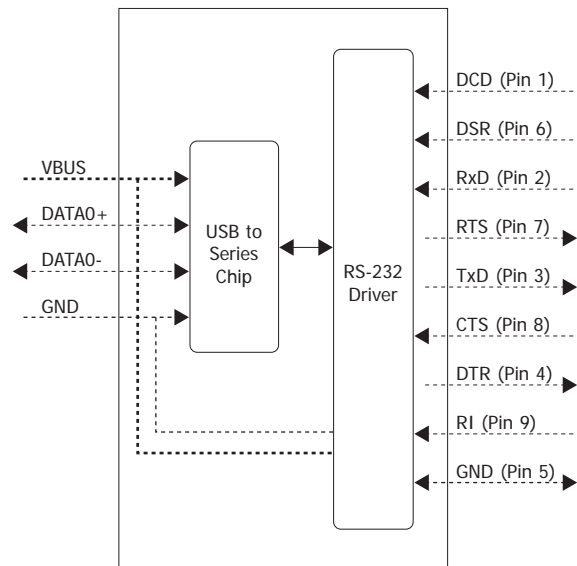 VBUS
DATA0+
DATA0-
GND
USB to
Series
Chip
RS-232
Driver
DCD (Pin 1)
DSR (Pin 6)
RxD (Pin 2)
RTS (Pin 7)
TxD (Pin 3)
CTS (Pin 8)
DTR (Pin 4)
RI (Pin 9)
GND (Pin 5)